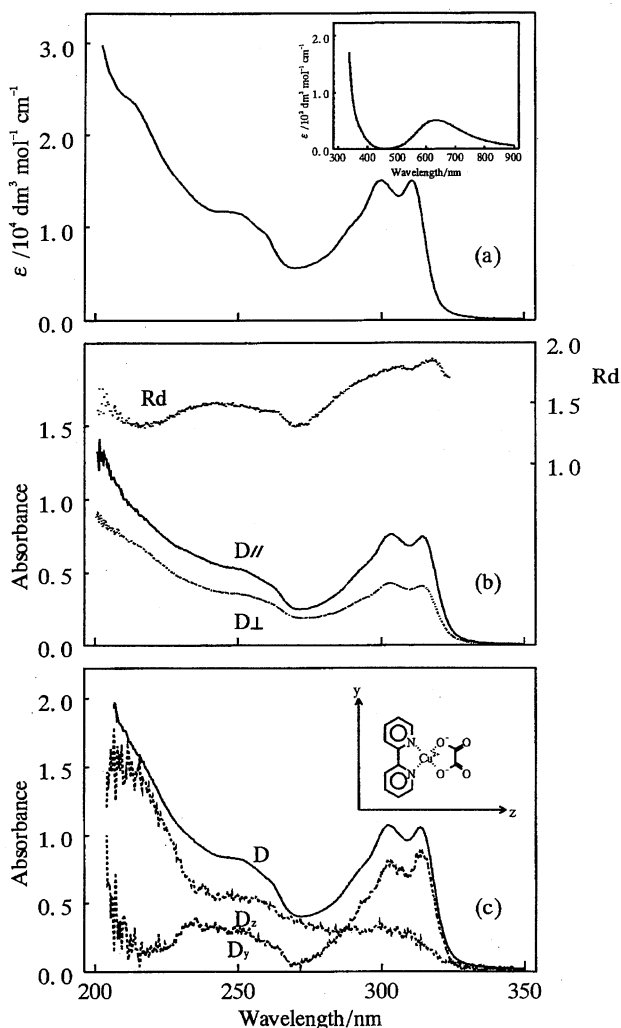 3.0
2.0
1.0
0.0
ε /10⁴ dm³ mol⁻¹ cm⁻¹
2.0
1.0
0.0
ε /10³ dm³ mol⁻¹ cm⁻¹
300 400 500 600 700 800 900
Wavelength/nm
(a)
2.0
1.5
1.0
Rd
Rd
1.5
1.0
0.5
0.0
Absorbance
D//
D⊥
(b)
2.0
1.5
1.0
0.5
0.0
Absorbance
y
z
N O⁻ O
Cu²⁺
N O⁻ O
D
Dz
Dy
(c)
200 250 300 350
Wavelength/nm